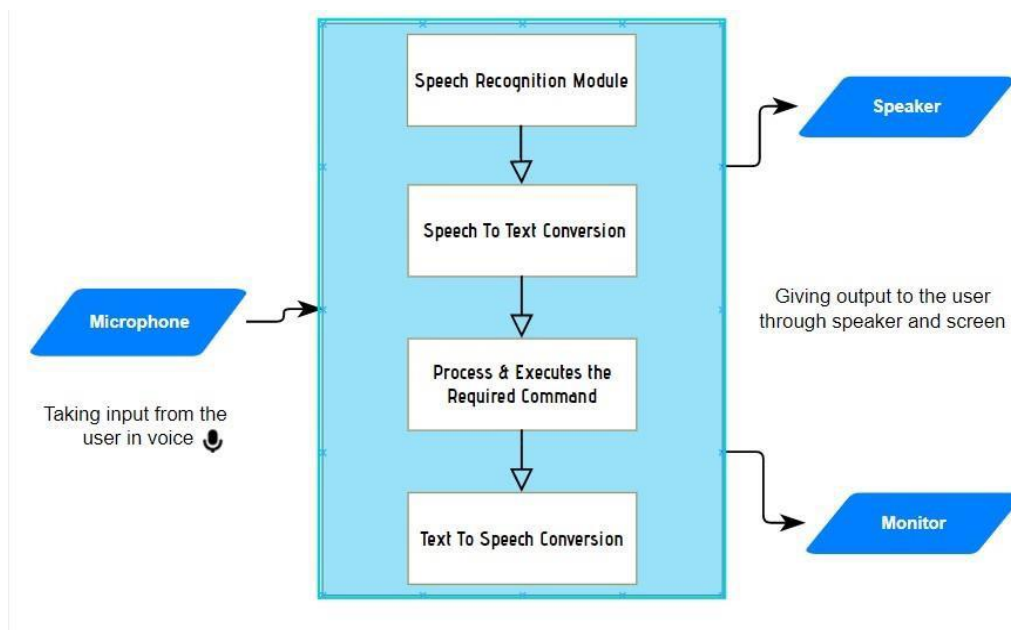 Speech Recognition Module
Speaker
Speech To Text Conversion
Giving output to the user
through speaker and screen
Microphone
Process & Executes the
Required Command
Taking input from the
user in voice
Text To Speech Conversion
Monitor